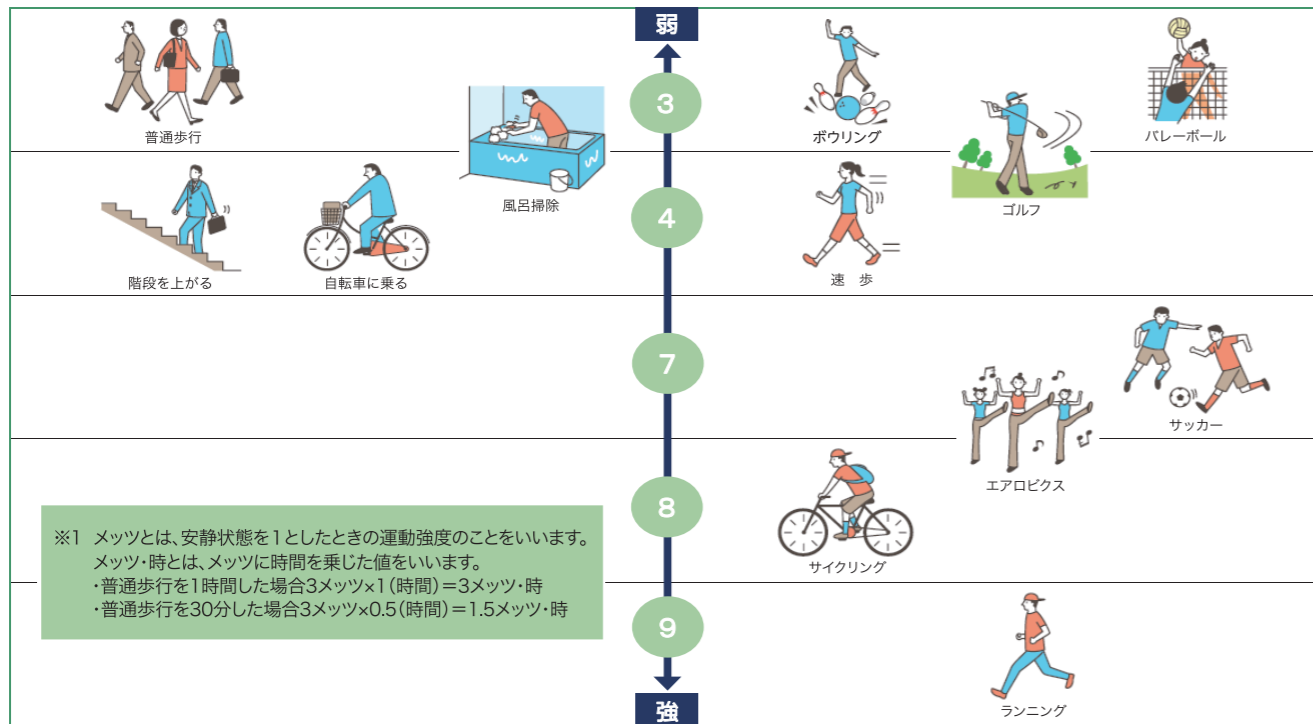 弱
3
普通歩行
ボウリング
バレーボール
風呂掃除
ゴルフ
4
階段を上がる
自転車に乗る
速 歩
7
サッカー
エアロビクス
8
サイクリング
※1 メッツとは、安静状態を1としたときの運動強度のことをいいます。
メッツ・時とは、メッツに時間を乗じた値をいいます。
・普通歩行を1時間した場合3メッツ×1(時間)=3メッツ・時
・普通歩行を30分した場合3メッツ×0.5(時間)=1.5メッツ・時
9
ランニング
強